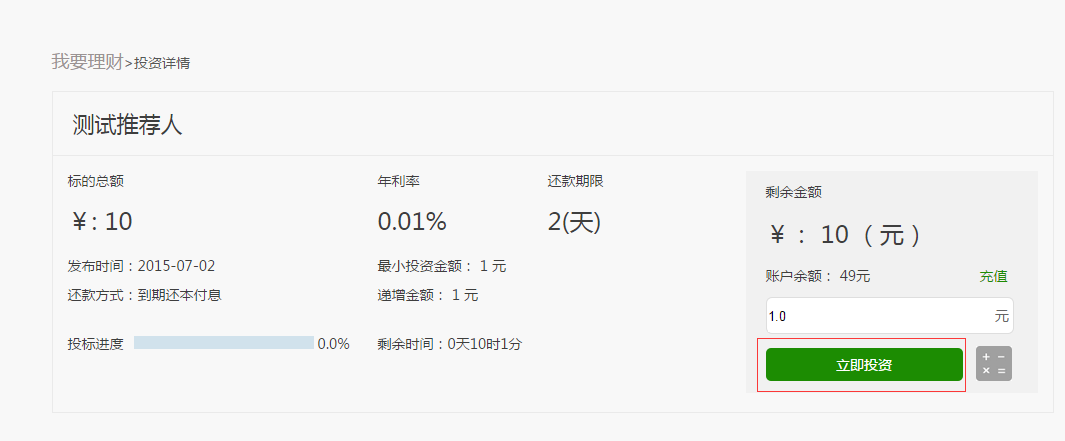 我要理财>投资详情
测试推荐人
标的总额 年利率 还款期限 剩余金额
¥:10 0.01% 2(天) ¥ : 10 (元)
发布时间:2015-07-02 最小投资金额: 1 元 账户余额: 49元 充值
还款方式:到期还本付息 递增金额: 1 元
1.0 元
投标进度 0.0% 剩余时间:0天10时1分
立即投资 + − × =